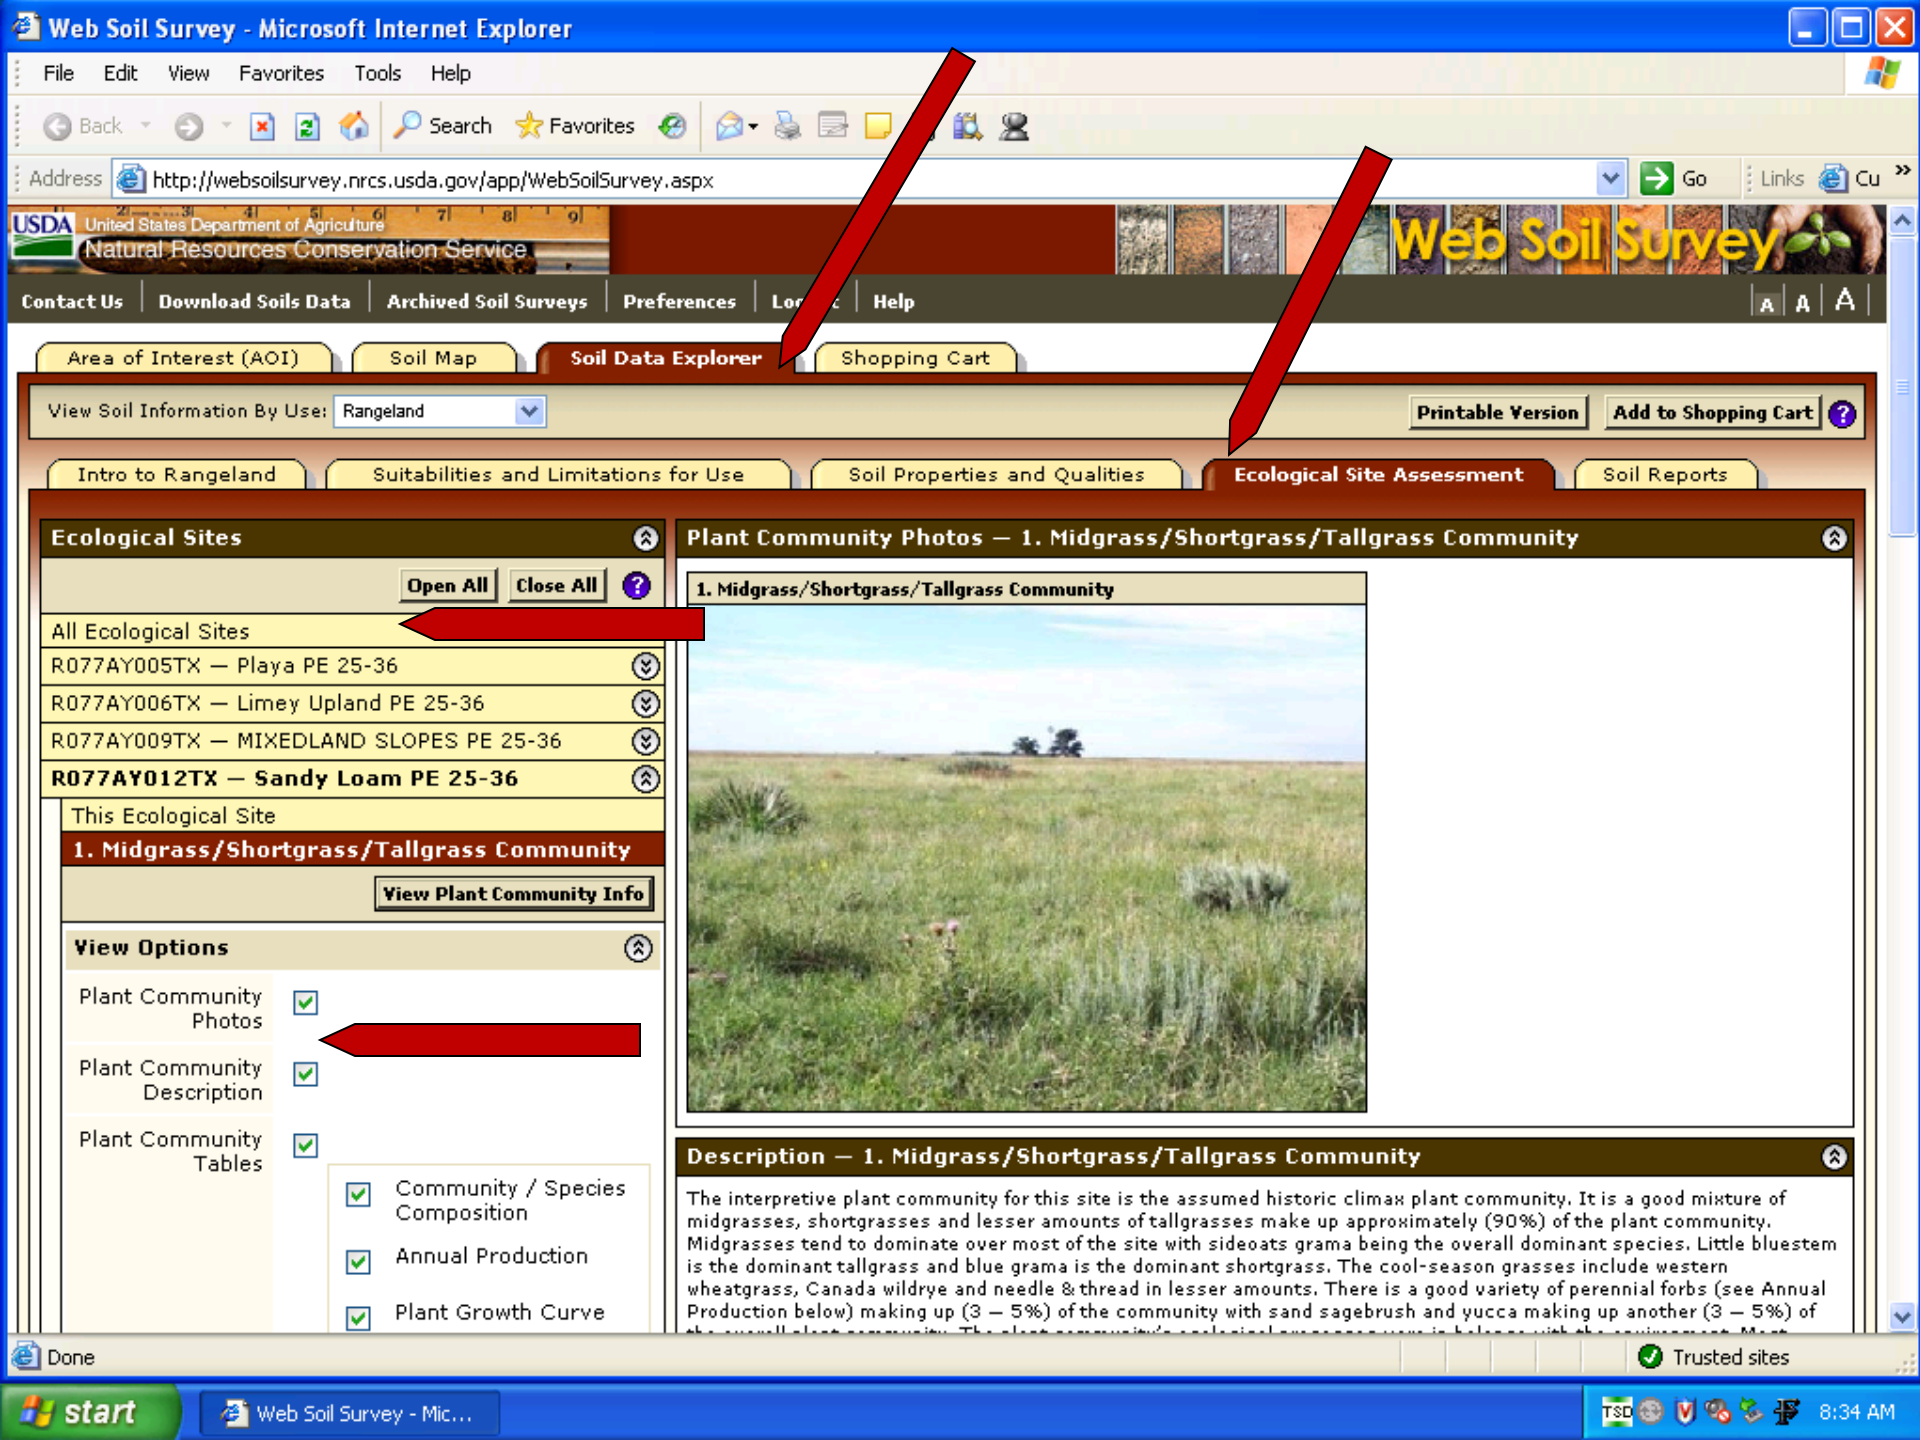 Web Soil Survey - Microsoft Internet Explorer
File Edit View Favorites Tools Help
Back Search Favorites
Address http://websoilsurvey.nrcs.usda.gov/app/WebSoilSurvey.aspx Go Links Cu
USDA United States Department of Agriculture
Natural Resources Conservation Service
Web Soil Survey
Contact Us Download Soils Data Archived Soil Surveys Preferences Help A A A
Area of Interest (AOI) Soil Map Soil Data Explorer Shopping Cart
View Soil Information By Use: Rangeland Printable Version Add to Shopping Cart ?
Intro to Rangeland Suitabilities and Limitations for Use Soil Properties and Qualities Ecological Site Assessment Soil Reports
Ecological Sites
Open All Close All ?
All Ecological Sites
R077AY005TX — Playa PE 25-36
R077AY006TX — Limey Upland PE 25-36
R077AY009TX — MIXEDLAND SLOPES PE 25-36
R077AY012TX — Sandy Loam PE 25-36
This Ecological Site
1. Midgrass/Shortgrass/Tallgrass Community
View Plant Community Info
View Options
Plant Community
Photos
Plant Community
Description
Plant Community
Tables
Community / Species
Composition
Annual Production
Plant Growth Curve
Plant Community Photos — 1. Midgrass/Shortgrass/Tallgrass Community
1. Midgrass/Shortgrass/Tallgrass Community
Description — 1. Midgrass/Shortgrass/Tallgrass Community
The interpretive plant community for this site is the assumed historic climax plant community. It is a good mixture of
midgrasses, shortgrasses and lesser amounts of tallgrasses make up approximately (90%) of the plant community.
Midgrasses tend to dominate over most of the site with sideoats grama being the overall dominant species. Little bluestem
is the dominant tallgrass and blue grama is the dominant shortgrass. The cool-season grasses include western
wheatgrass, Canada wildrye and needle & thread in lesser amounts. There is a good variety of perennial forbs (see Annual
Production below) making up (3 — 5%) of the community with sand sagebrush and yucca making up another (3 — 5%) of
Done Trusted sites
start Web Soil Survey - Mic... TSD 8:34 AM